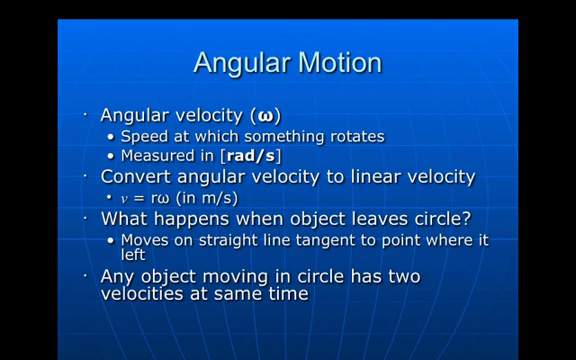 Angular Motion
· Angular velocity (ω)
• Speed at which something rotates
• Measured in [rad/s]
· Convert angular velocity to linear velocity
• v = rω (in m/s)
· What happens when object leaves circle?
• Moves on straight line tangent to point where it
left
· Any object moving in circle has two
velocities at same time